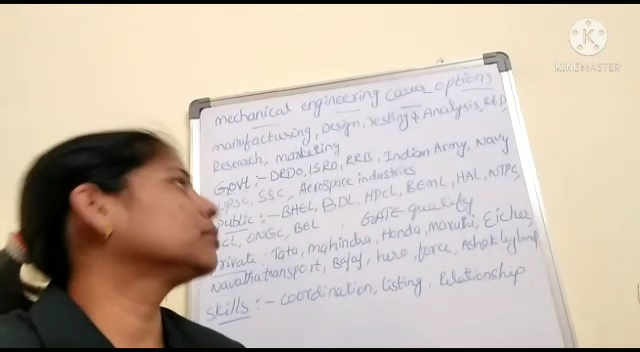 KINEMASTER
mechanical engineering career options
manufacturing, Design, Testing & Analysis, R&D
Research, marketing
Govt :- DRDO, ISRO, RRB, Indian Army, Navy
UPSC, SSC, Aerospace industries
public :- BHEL, BDL, HPCL, BEML, HAL, NTPC,
ONGC, BEL, GATE qualify
private : Tata, mahindra, Honda, maruthi, Eicher,
Navatha transport, Bajaj, hero, force, Ashok leyland
skills :- coordination, listing, Relationship